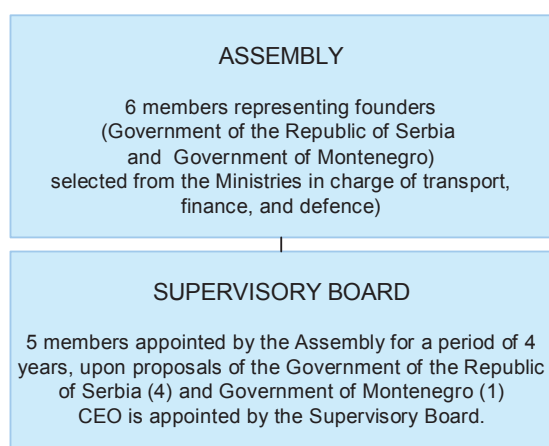 ASSEMBLY
6 members representing founders
(Government of the Republic of Serbia
and Government of Montenegro)
selected from the Ministries in charge of transport,
finance, and defence)
SUPERVISORY BOARD
5 members appointed by the Assembly for a period of 4
years, upon proposals of the Government of the Republic
of Serbia (4) and Government of Montenegro (1)
CEO is appointed by the Supervisory Board.